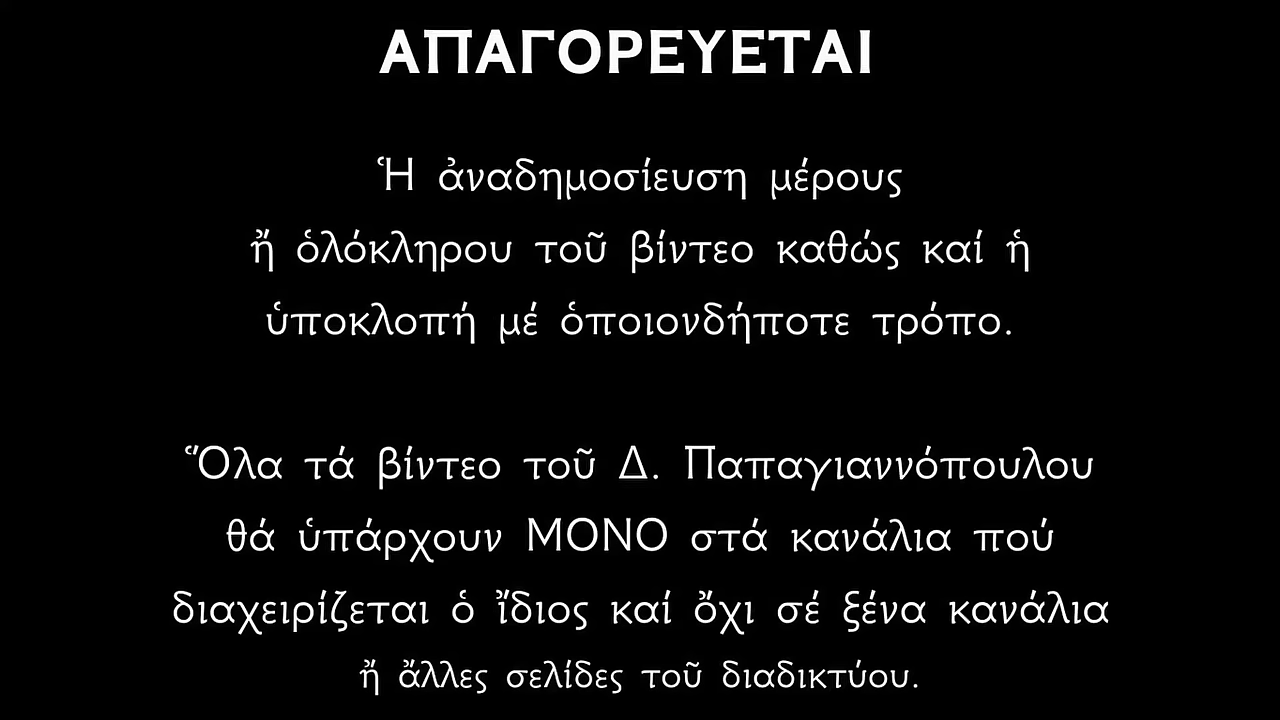 ΑΠΑΓΟΡΕΥΕΤΑΙ
Ἡ ἀναδημοσίευση μέρους
ἤ ὁλόκληρου τοῦ βίντεο καθώς καί ἡ
ὑποκλοπή μέ ὁποιονδήποτε τρόπο.
Ὅλα τά βίντεο τοῦ Δ. Παπαγιαννόπουλου
θά ὑπάρχουν ΜΟΝΟ στά κανάλια πού
διαχειρίζεται ὁ ἴδιος καί ὄχι σέ ξένα κανάλια
ἤ ἄλλες σελίδες τοῦ διαδικτύου.